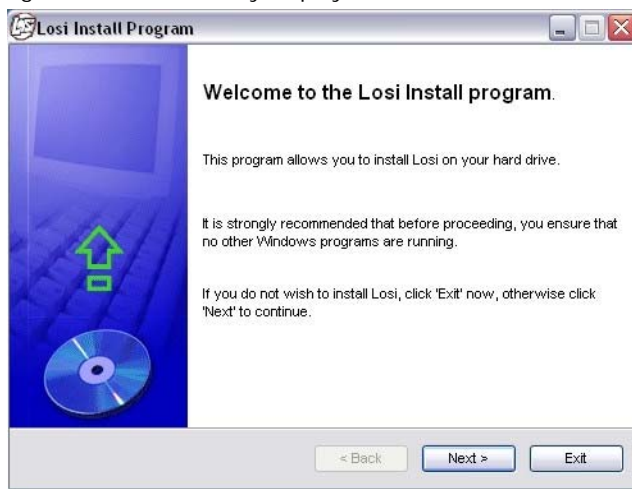 Losi Install Program
Welcome to the Losi Install program.
This program allows you to install Losi on your hard drive.
It is strongly recommended that before proceeding, you ensure that
no other Windows programs are running.
If you do not wish to install Losi, click 'Exit' now, otherwise click
'Next' to continue.
< Back
Next >
Exit